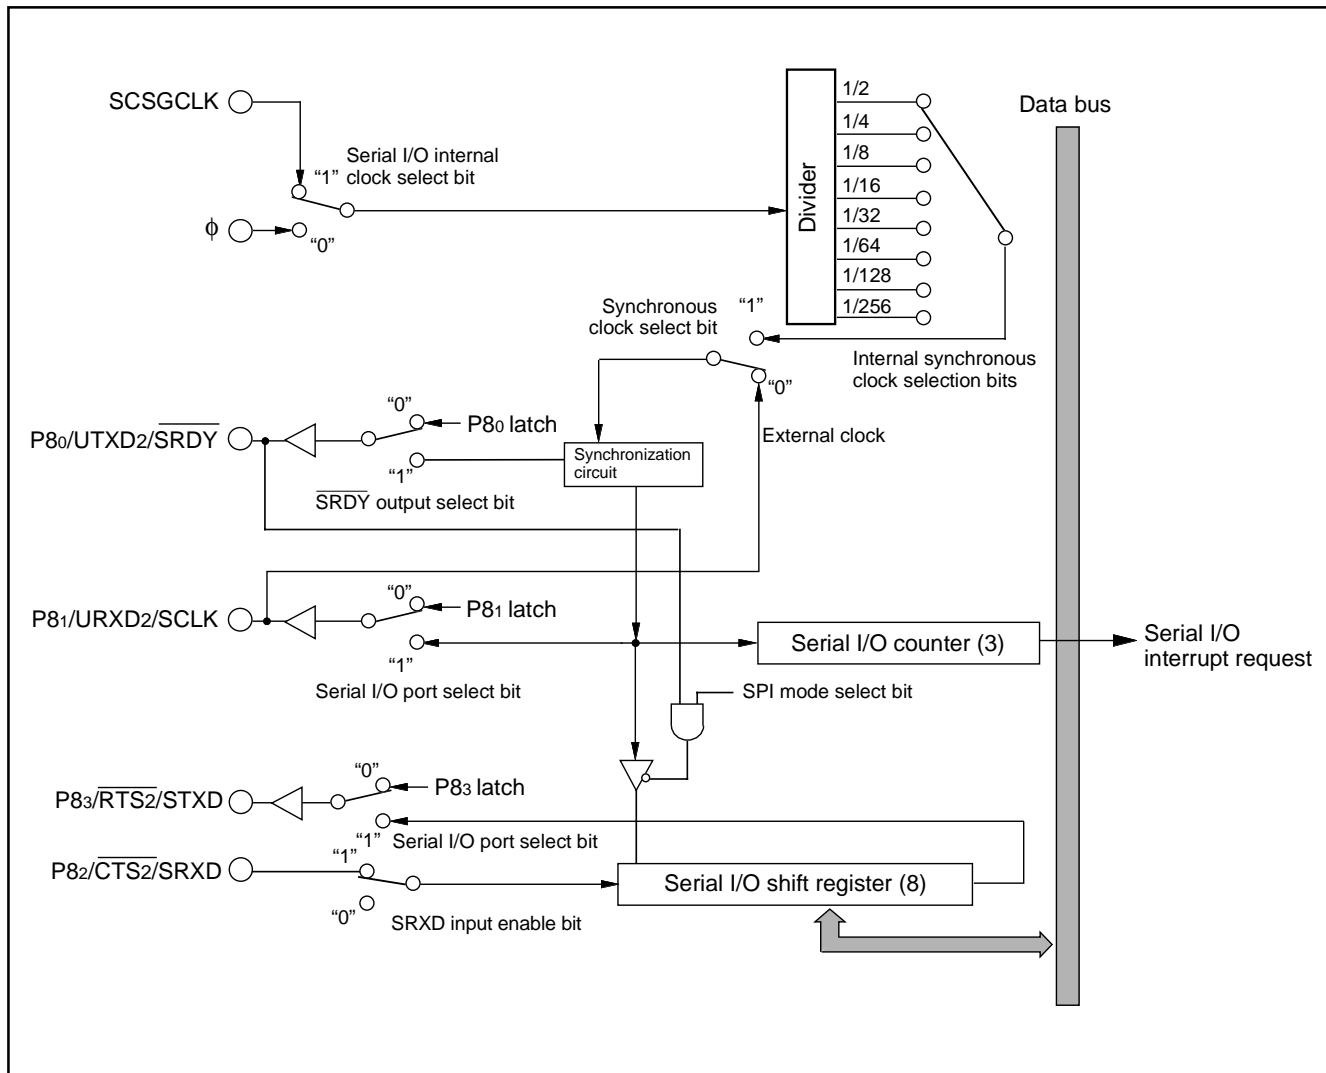 SCSGCLK
"1"
Serial I/O internal
clock select bit
ϕ
"0"
Divider
1/2
1/4
1/8
1/16
1/32
1/64
1/128
1/256
Data bus
Synchronous
clock select bit
"1"
"0"
Internal synchronous
clock selection bits
External clock
P80/UTXD2/SRDY
"0"
P80 latch
"1"
SRDY output select bit
Synchronization
circuit
P81/URXD2/SCLK
"0"
P81 latch
"1"
Serial I/O port select bit
Serial I/O counter (3)
Serial I/O
interrupt request
SPI mode select bit
P83/RTS2/STXD
"0"
P83 latch
"1"
Serial I/O port select bit
P82/CTS2/SRXD
"1"
"0"
SRXD input enable bit
Serial I/O shift register (8)